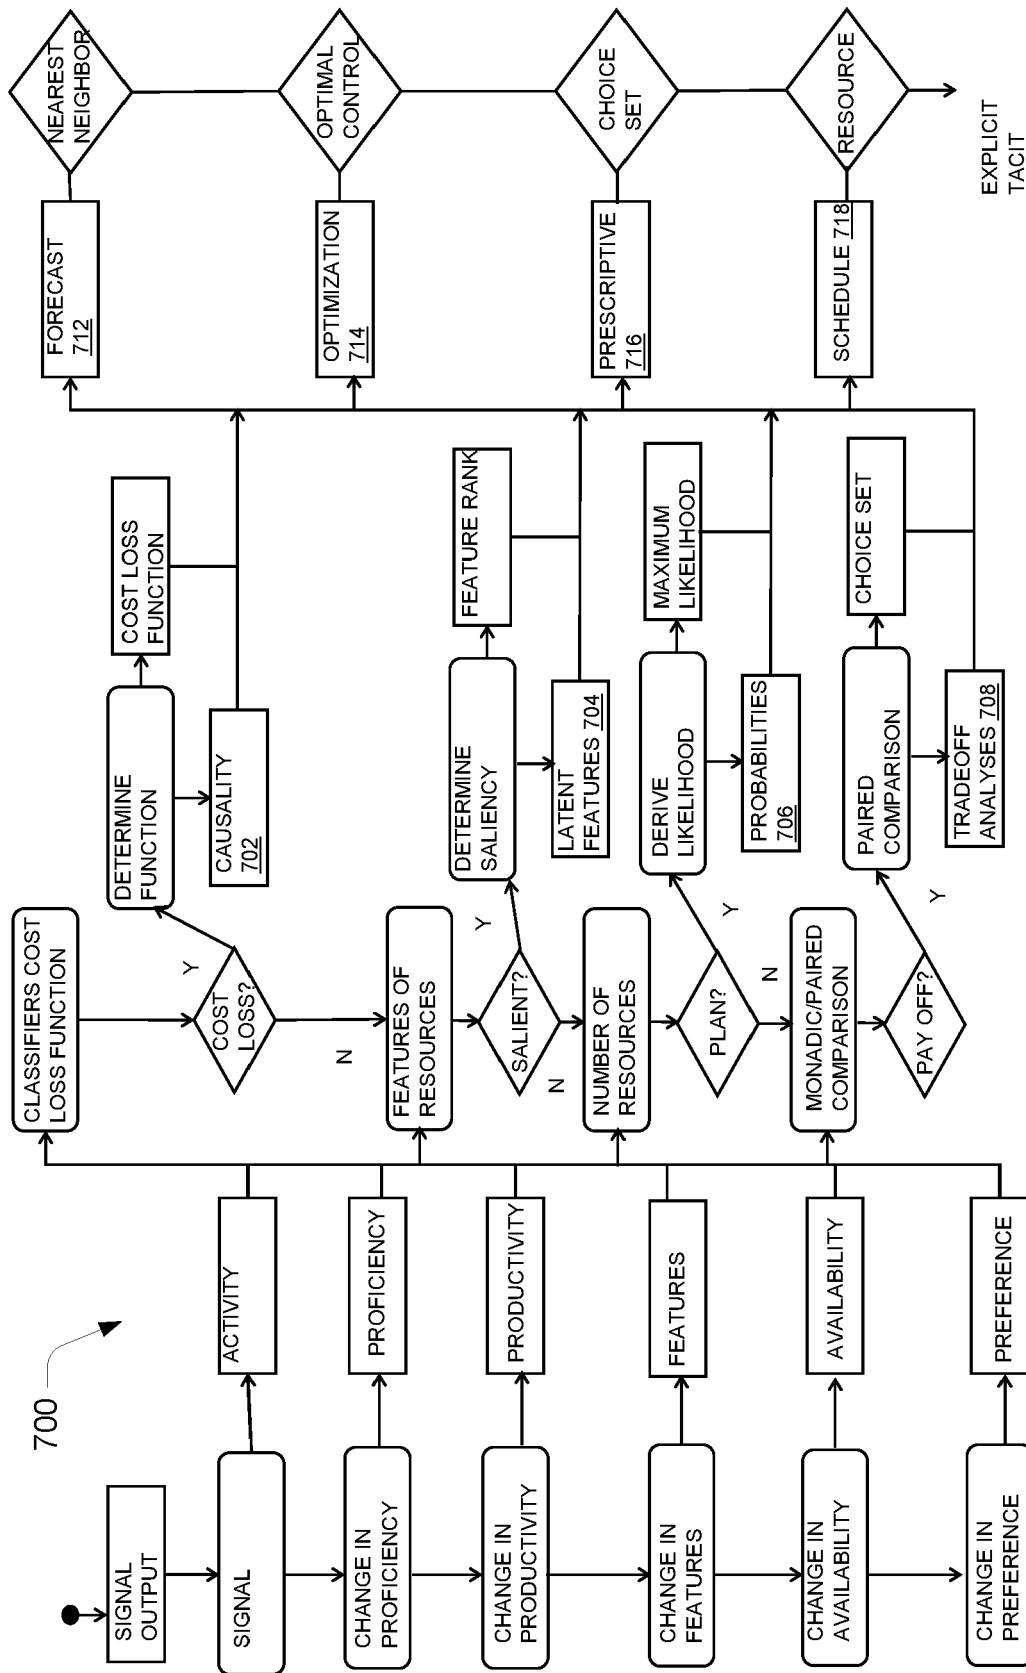 700
SIGNAL
OUTPUT
SIGNAL
CHANGE IN
PROFICIENCY
CHANGE IN
PRODUCTIVITY
CHANGE IN
FEATURES
CHANGE IN
AVAILABILITY
CHANGE IN
PREFERENCE
ACTIVITY
PROFICIENCY
PRODUCTIVITY
FEATURES
AVAILABILITY
PREFERENCE
CLASSIFIERS COST
LOSS FUNCTION
COST
LOSS?
Y
N
FEATURES OF
RESOURCES
SALIENT?
Y
N
NUMBER OF
RESOURCES
PLAN?
Y
N
MONADIC/PAIRED
COMPARISON
PAY OFF?
Y
DETERMINE
FUNCTION
CAUSALITY
702
COST LOSS
FUNCTION
DETERMINE
SALIENCY
LATENT
FEATURES 704
FEATURE RANK
DERIVE
LIKELIHOOD
PROBABILITIES
706
MAXIMUM
LIKELIHOOD
PAIRED
COMPARISON
TRADEOFF
ANALYSES 708
CHOICE SET
FORECAST
712
OPTIMIZATION
714
PRESCRIPTIVE
716
SCHEDULE 718
NEAREST
NEIGHBOR
OPTIMAL
CONTROL
CHOICE
SET
RESOURCE
EXPLICIT
TACIT